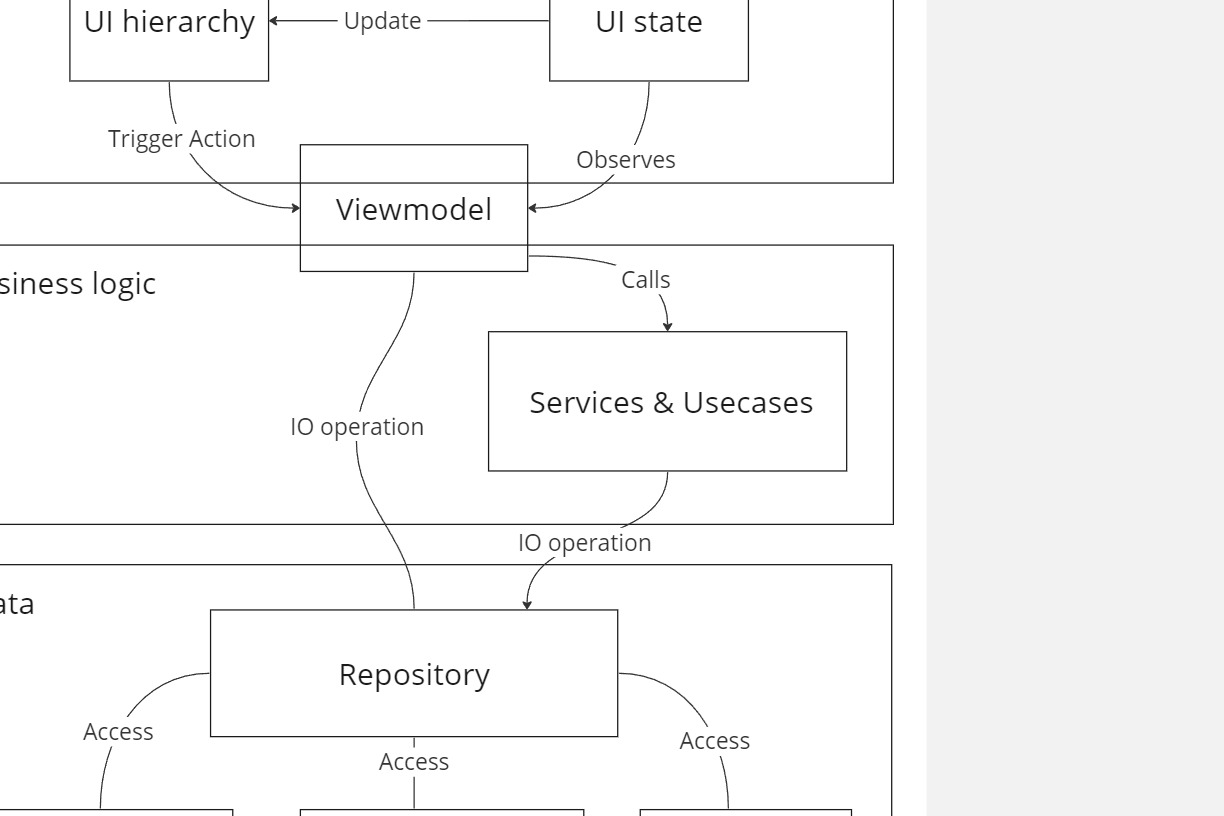 UI hierarchy
Update
UI state
Trigger Action
Observes
Viewmodel
siness logic
Calls
Services & Usecases
IO operation
IO operation
ata
Repository
Access
Access
Access